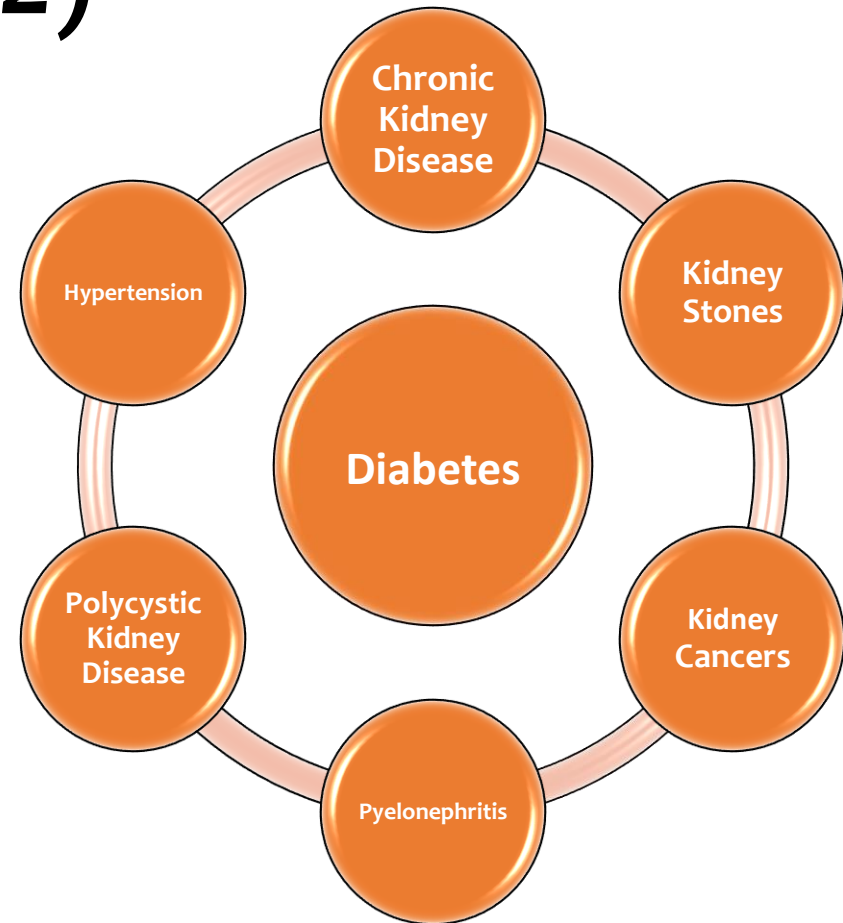 2)
Chronic
Kidney
Disease
Kidney
Stones
Hypertension
Diabetes
Polycystic
Kidney
Disease
Kidney
Cancers
Pyelonephritis